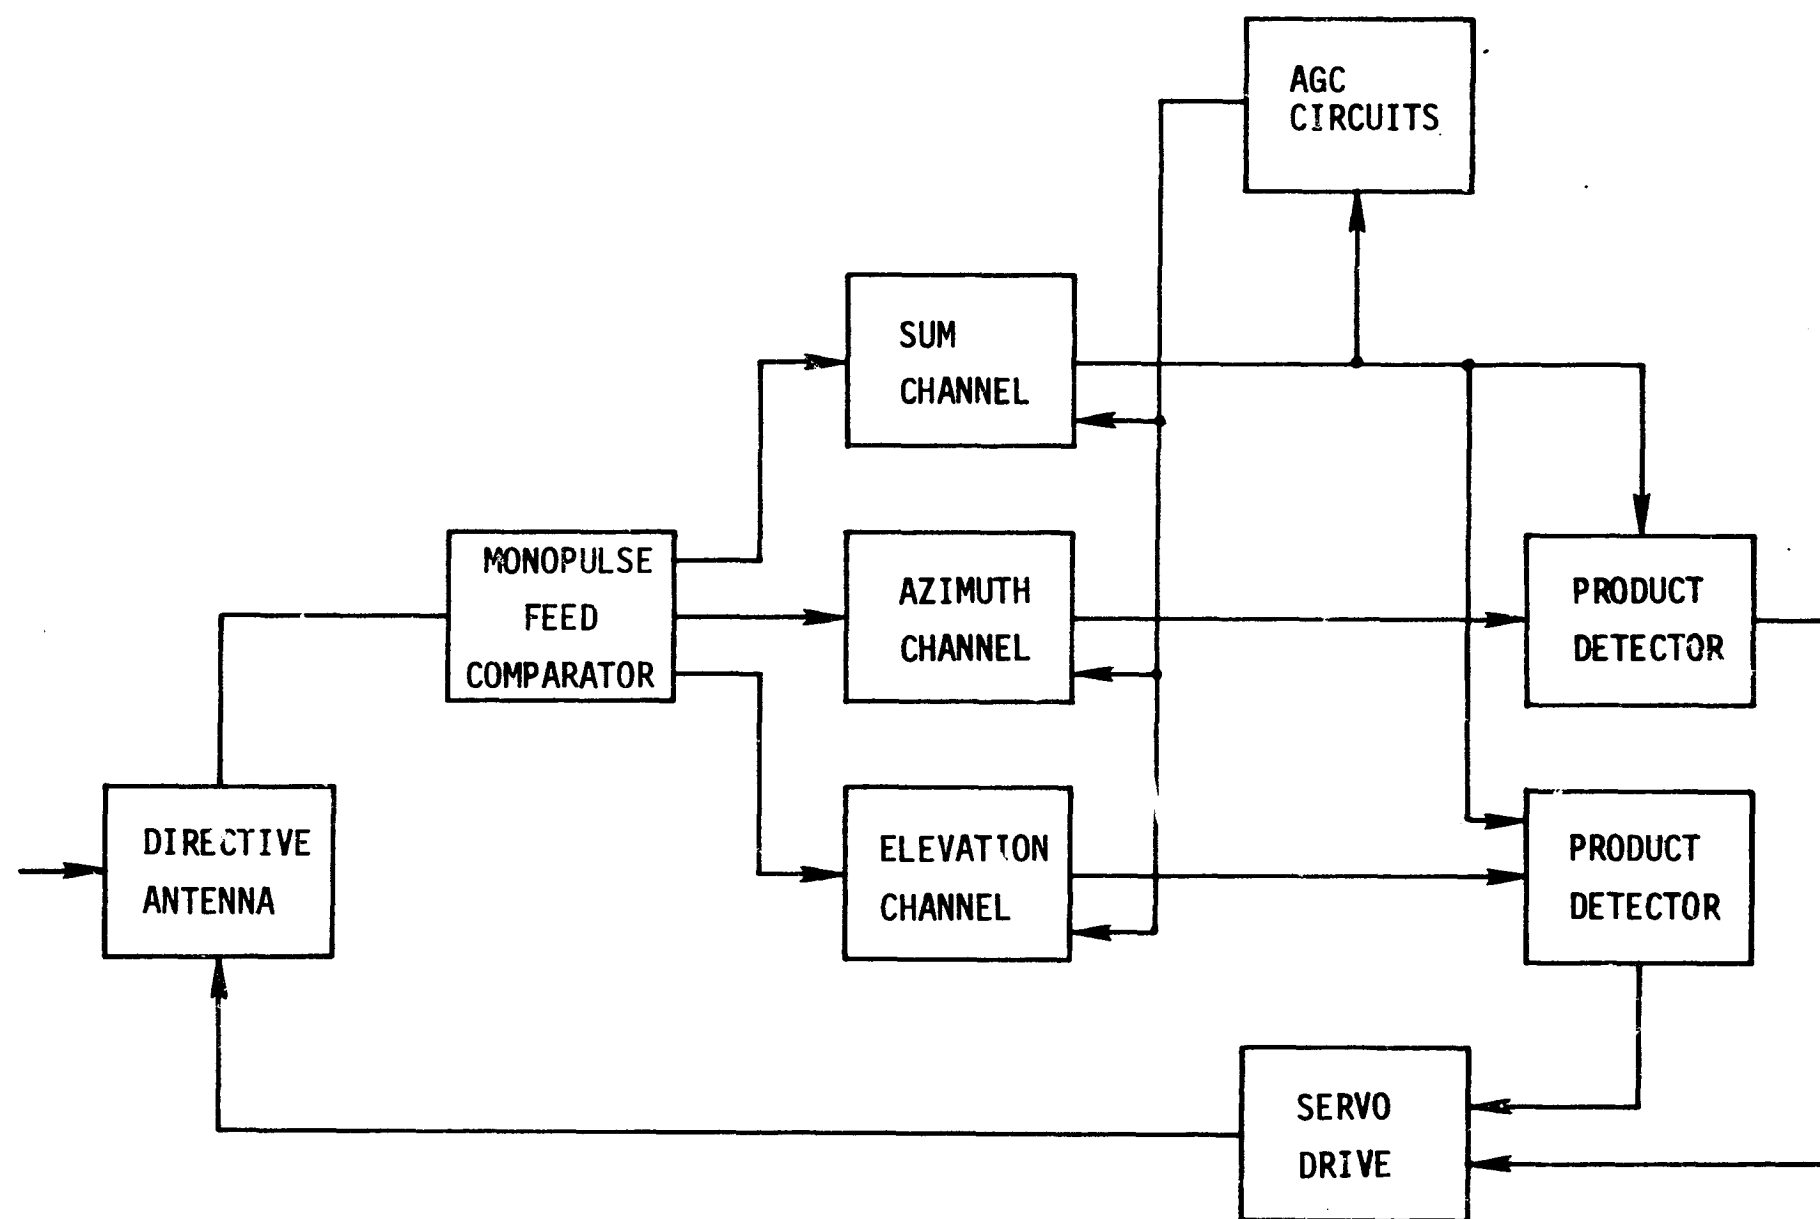 AGC
CIRCUITS
SUM
CHANNEL
MONOPULSE
FEED
COMPARATOR
AZIMUTH
CHANNEL
PRODUCT
DETECTOR
DIRECTIVE
ANTENNA
ELEVATION
CHANNEL
PRODUCT
DETECTOR
SERVO
DRIVE